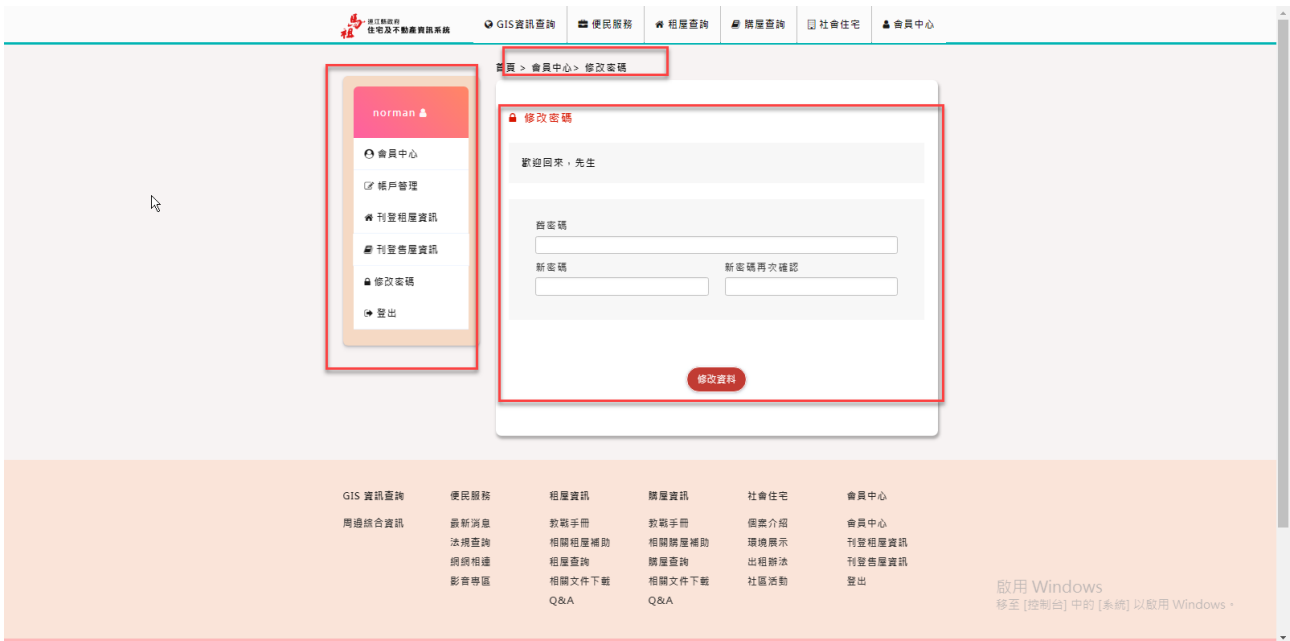 馬祖 連江縣政府
住宅及不動產資訊系統
GIS資訊查詢 便民服務 租屋查詢 購屋查詢 社會住宅 會員中心
首頁 > 會員中心> 修改密碼
norman
會員中心
帳戶管理
刊登租屋資訊
刊登售屋資訊
修改密碼
登出
修改密碼
歡迎回來，先生
舊密碼
新密碼 新密碼再次確認
修改資料
GIS 資訊查詢 便民服務 租屋資訊 購屋資訊 社會住宅 會員中心
周邊綜合資訊 最新消息 教戰手冊 教戰手冊 個案介紹 會員中心
法規查詢 相關租屋補助 相關購屋補助 環境展示 刊登租屋資訊
網網相連 租屋查詢 購屋查詢 出租辦法 刊登售屋資訊
影音專區 相關文件下載 相關文件下載 社區活動 登出
Q&A Q&A
啟用 Windows
移至 [控制台] 中的 [系統] 以啟用 Windows。